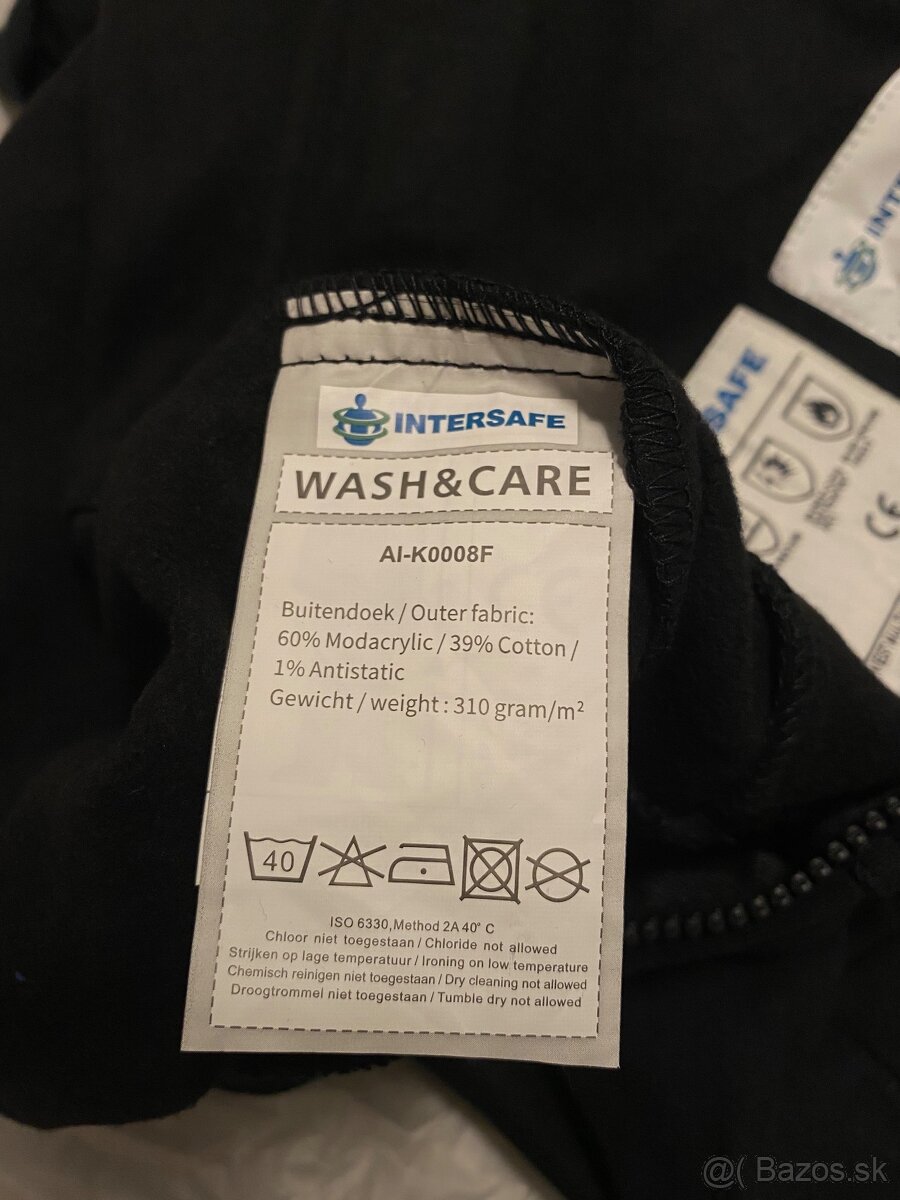 INTERSAFE
WASH&CARE
AI-K0008F
Buitendoek / Outer fabric:
60% Modacrylic / 39% Cotton /
1% Antistatic
Gewicht / weight : 310 gram/m²
40
ISO 6330, Method 2A 40° C
Chloor niet toegestaan / Chloride not allowed
Strijken op lage temperatuur / Ironing on low temperature
Chemisch reinigen niet toegestaan / Dry cleaning not allowed
Droogtrommel niet toegestaan / Tumble dry not allowed
INT
SAFE
CE
@( Bazos.sk